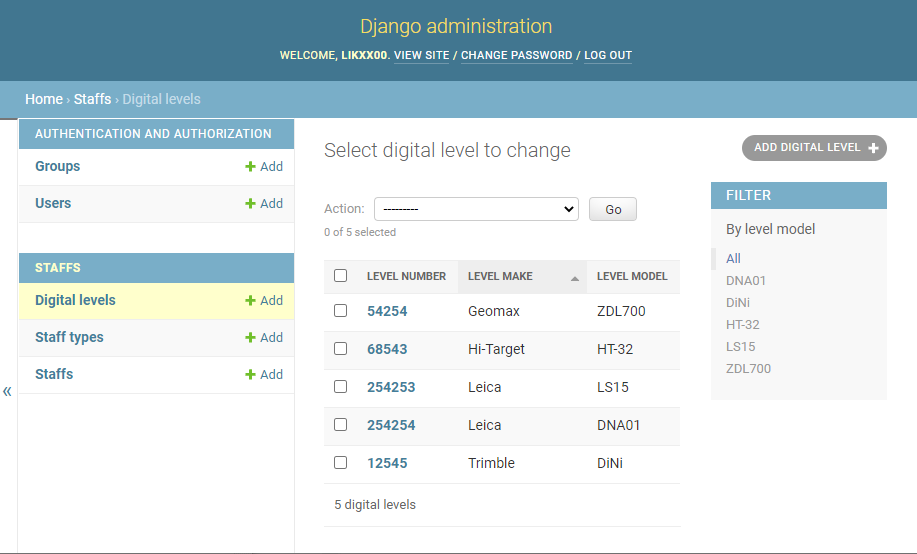 Django administration
WELCOME, LIKXX00. VIEW SITE / CHANGE PASSWORD / LOG OUT
Home › Staffs › Digital levels
AUTHENTICATION AND AUTHORIZATION
Groups + Add
Users + Add
STAFFS
Digital levels + Add
Staff types + Add
Staffs + Add
«
Select digital level to change
ADD DIGITAL LEVEL +
Action: --------- Go
0 of 5 selected
LEVEL NUMBER LEVEL MAKE LEVEL MODEL
54254 Geomax ZDL700
68543 Hi-Target HT-32
254253 Leica LS15
254254 Leica DNA01
12545 Trimble DiNi
5 digital levels
FILTER
By level model
All
DNA01
DiNi
HT-32
LS15
ZDL700